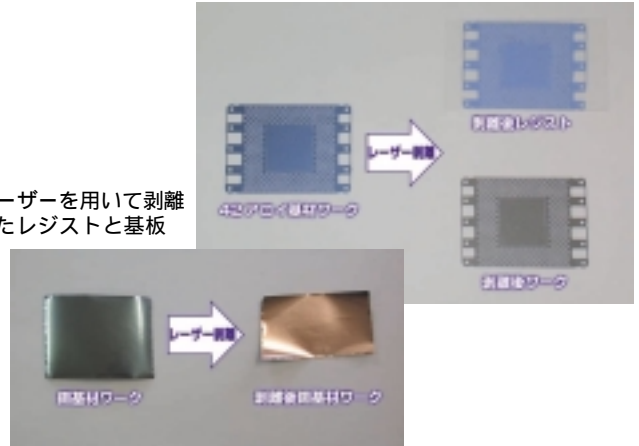 ーザーを用いて剥離
たレジストと基板
剥離後レジスト
レーザー剥離
42アロイ基材ワーク
剥離後ワーク
レーザー剥離
銅基材ワーク
剥離後銅基材ワーク